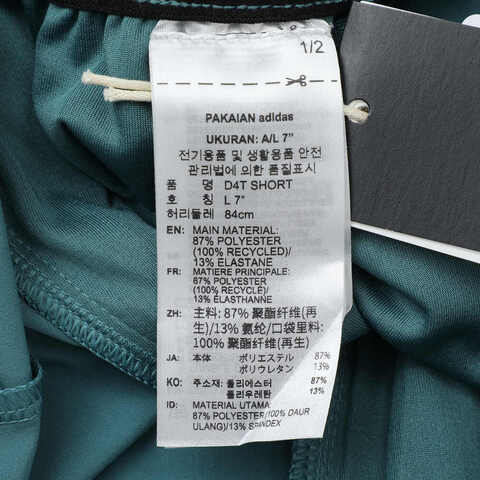 1/2
PAKAIAN adidas
UKURAN: A/L 7"
전기용품 및 생활용품 안전
관리법에 의한 품질표시
품 명 D4T SHORT
호 칭 L 7"
허리둘레 84cm
EN: MAIN MATERIAL:
87% POLYESTER
(100% RECYCLED)/
13% ELASTANE
FR: MATIERE PRINCIPALE:
87% POLYESTER
(100% RECYCLE)/
13% ELASTHANNE
ZH: 主料: 87% 聚酯纤维(再
生)/13% 氨纶/口袋里料:
100% 聚酯纤维(再生)
JA: 本体 ポリエステル 87%
ポリウレタン 13%
KO: 주소재: 폴리에스터 87%
폴리우레탄 13%
ID: MATERIAL UTAMA:
87% POLYESTER(100% DAUR
ULANG)/13% SPANDEX